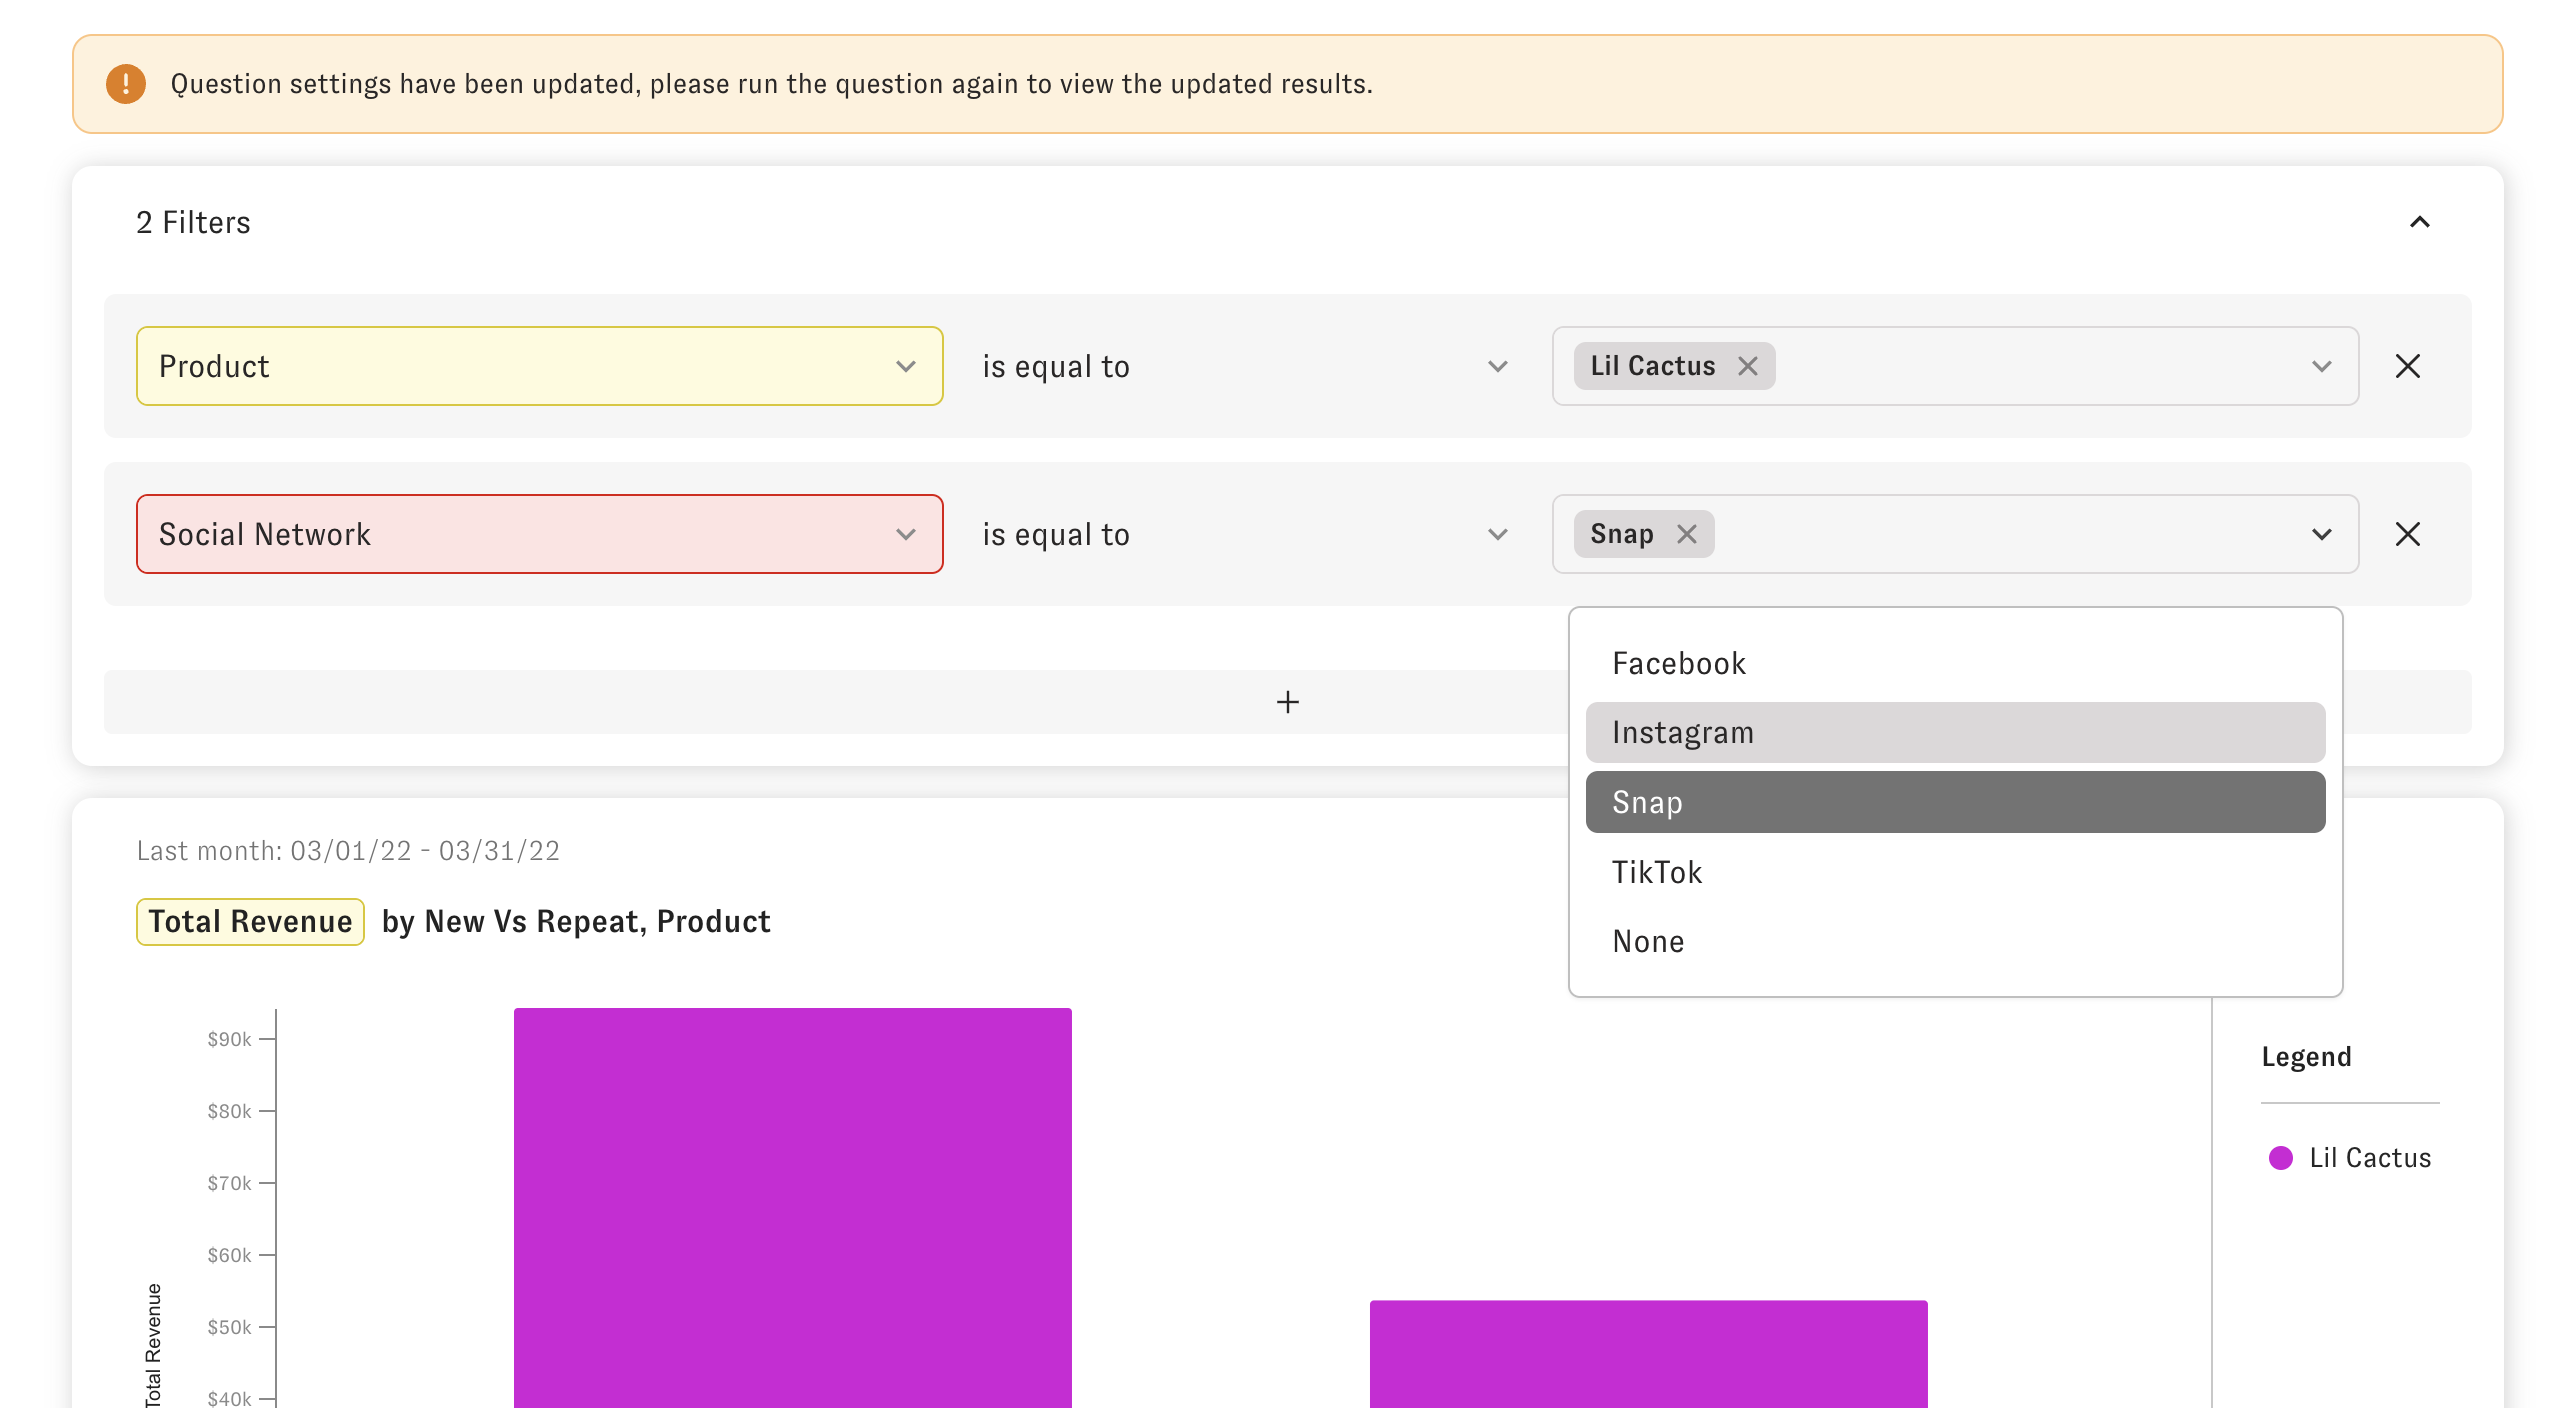 Question settings have been updated, please run the question again to view the updated results.
2 Filters
Product
is equal to
Lil Cactus
Social Network
is equal to
Snap
Facebook
Instagram
Snap
TikTok
None
Last month: 03/01/22 - 03/31/22
Total Revenue by New Vs Repeat, Product
$90k
$80k
$70k
$60k
$50k
$40k
Total Revenue
Legend
Lil Cactus